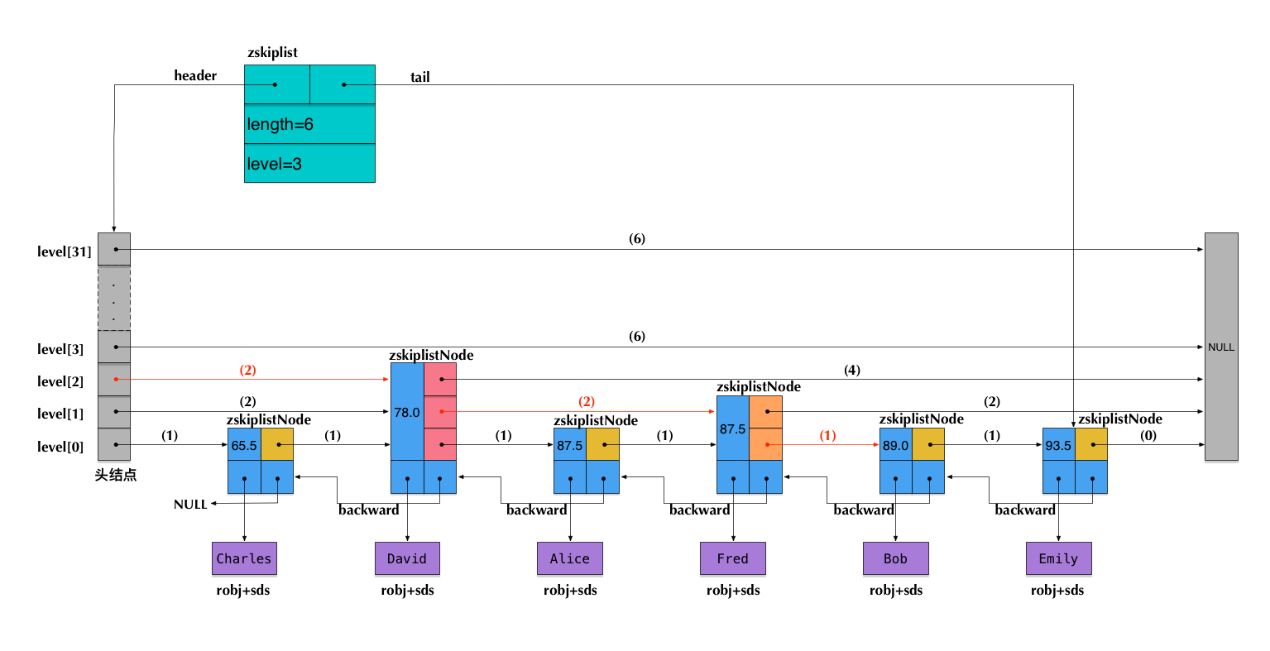 zskiplist
header
tail
length=6
level=3
level[31]
(6)
.
.
.
level[3]
(6)
NULL
zskiplistNode
level[2]
(2)
(4)
zskiplistNode
level[1]
(2)
78.0
(2)
(2)
zskiplistNode
zskiplistNode
87.5
zskiplistNode
zskiplistNode
level[0]
(1)
65.5
(1)
(1)
87.5
(1)
(1)
89.0
(1)
93.5
(0)
头结点
NULL
backward
backward
backward
backward
backward
Charles
David
Alice
Fred
Bob
Emily
robj+sds
robj+sds
robj+sds
robj+sds
robj+sds
robj+sds